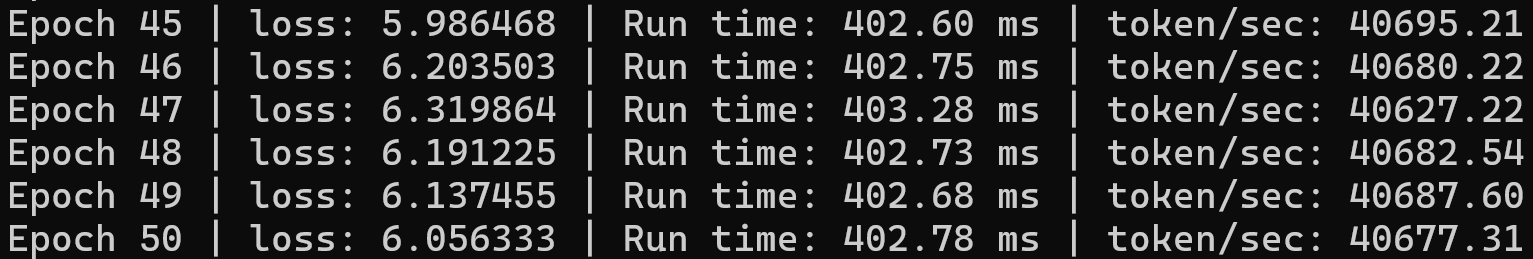 Epoch 45 | loss: 5.986468 | Run time: 402.60 ms | token/sec: 40695.21
Epoch 46 | loss: 6.203503 | Run time: 402.75 ms | token/sec: 40680.22
Epoch 47 | loss: 6.319864 | Run time: 403.28 ms | token/sec: 40627.22
Epoch 48 | loss: 6.191225 | Run time: 402.73 ms | token/sec: 40682.54
Epoch 49 | loss: 6.137455 | Run time: 402.68 ms | token/sec: 40687.60
Epoch 50 | loss: 6.056333 | Run time: 402.78 ms | token/sec: 40677.31